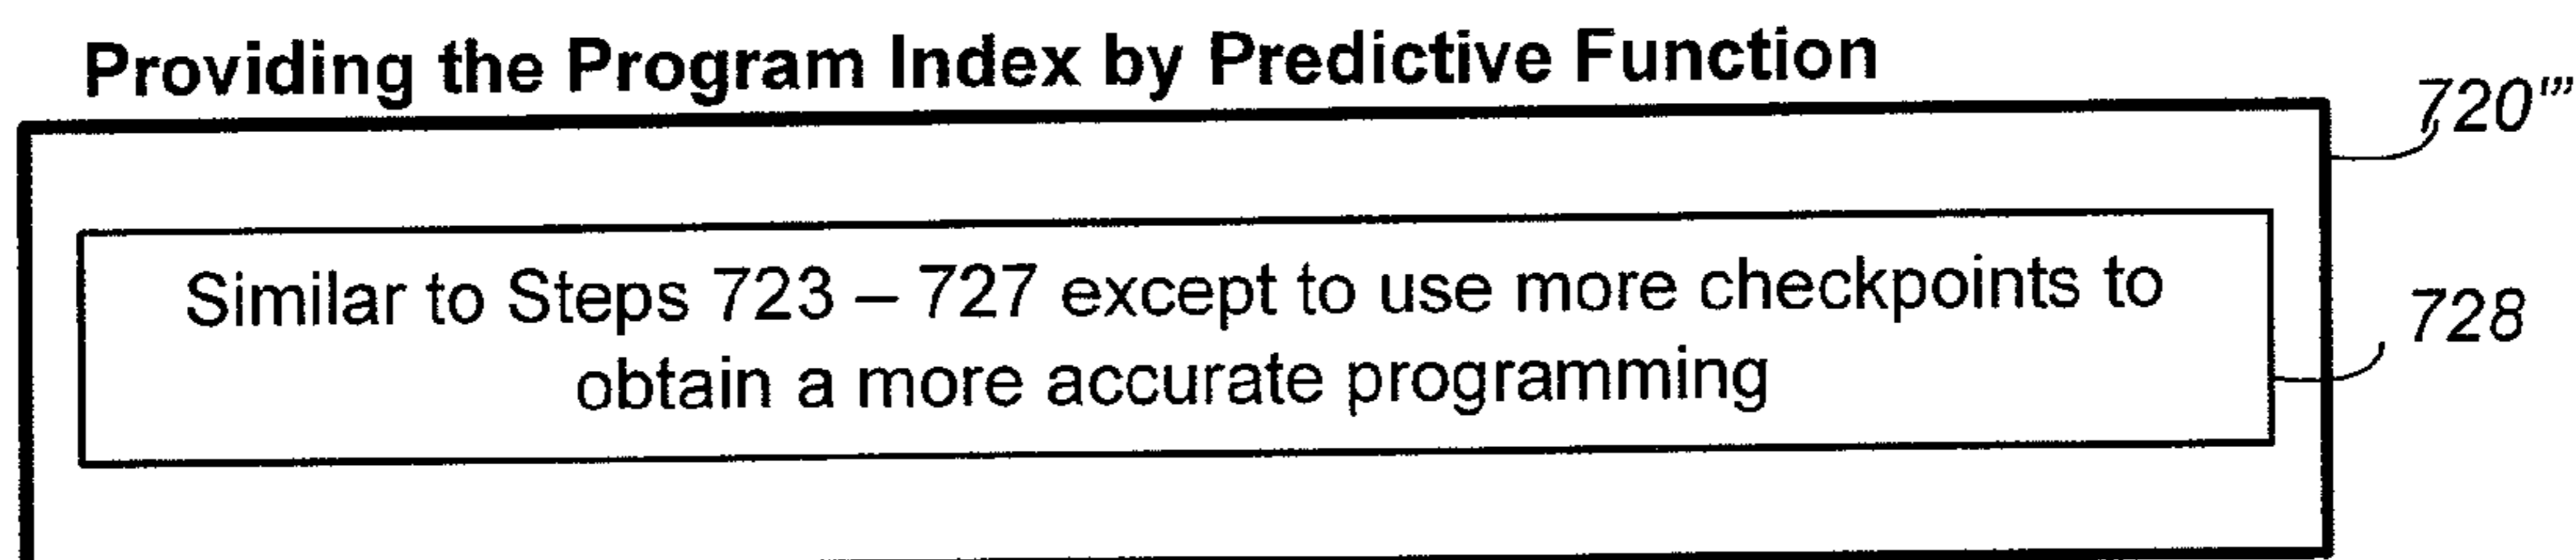 Providing the Program Index by Predictive Function
720'''
Similar to Steps 723 – 727 except to use more checkpoints to
obtain a more accurate programming
728